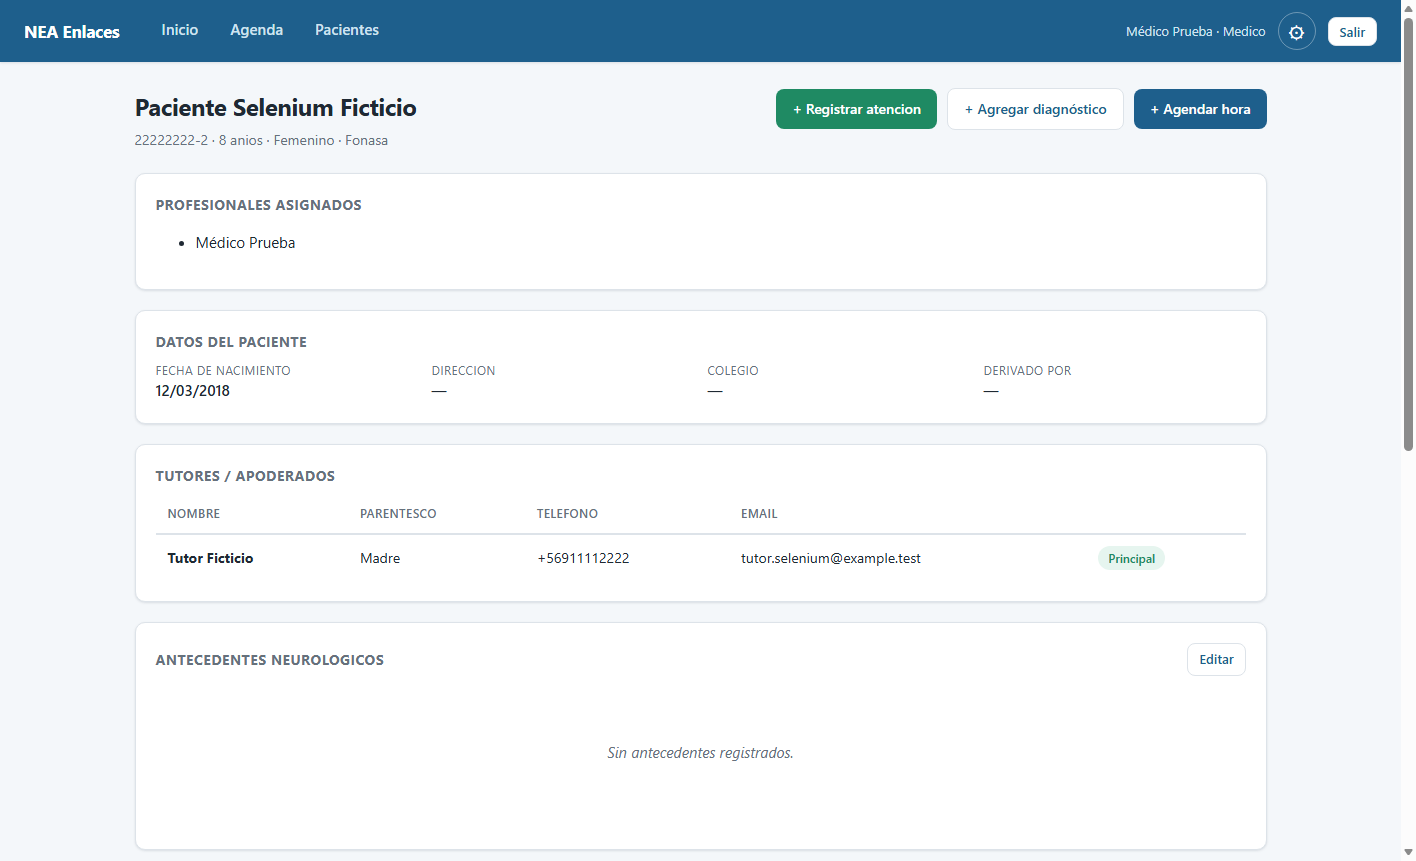 NEA Enlaces Inicio Agenda Pacientes Médico Prueba · Medico Salir
Paciente Selenium Ficticio + Registrar atencion + Agregar diagnóstico + Agendar hora
22222222-2 · 8 anios · Femenino · Fonasa
PROFESIONALES ASIGNADOS
• Médico Prueba
DATOS DEL PACIENTE
FECHA DE NACIMIENTO DIRECCION COLEGIO DERIVADO POR
12/03/2018 — — —
TUTORES / APODERADOS
NOMBRE PARENTESCO TELEFONO EMAIL
Tutor Ficticio Madre +56911112222 tutor.selenium@example.test Principal
ANTECEDENTES NEUROLOGICOS Editar
Sin antecedentes registrados.